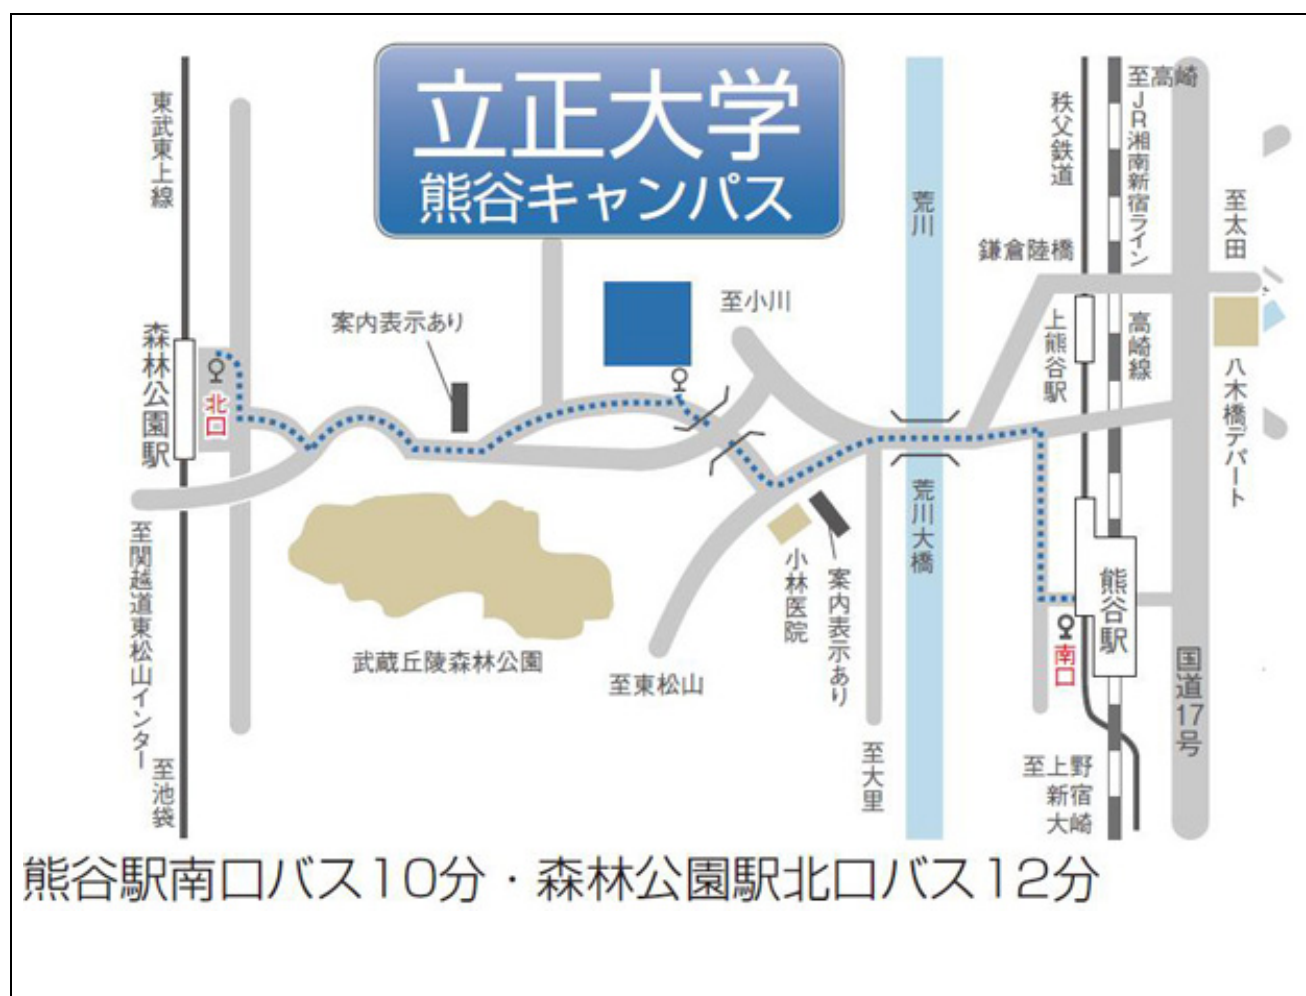 立正大学
熊谷キャンパス
東武東上線
森林公園駅
北口
至関越道東松山インター
至池袋
案内表示あり
武蔵丘陵森林公園
至小川
至東松山
小林医院
案内表示あり
至大里
荒川
荒川大橋
鎌倉陸橋
秩父鉄道
上熊谷駅
至高崎
JR湘南新宿ライン
高崎線
至太田
八木橋デパート
熊谷駅
南口
国道17号
至上野
新宿
大崎
熊谷駅南口バス10分・森林公園駅北口バス12分